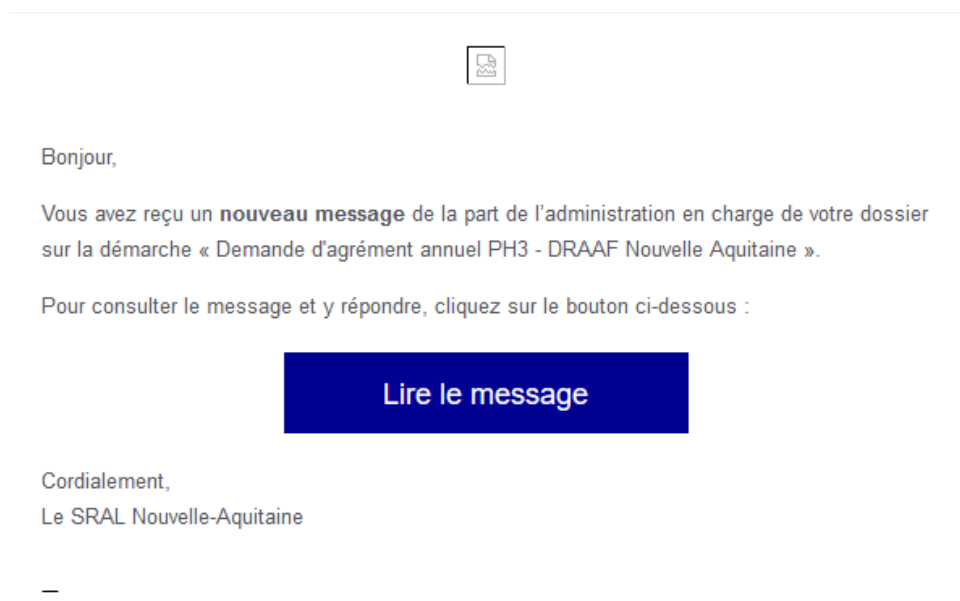 Bonjour,
Vous avez reçu un nouveau message de la part de l’administration en charge de votre dossier
sur la démarche « Demande d'agrément annuel PH3 - DRAAF Nouvelle Aquitaine ».
Pour consulter le message et y répondre, cliquez sur le bouton ci-dessous :
Lire le message
Cordialement,
Le SRAL Nouvelle-Aquitaine